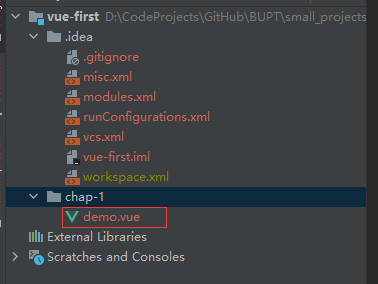 vue-first D:\CodeProjects\GitHub\BUPT\small_projects
.idea
.gitignore
misc.xml
modules.xml
runConfigurations.xml
vcs.xml
vue-first.iml
workspace.xml
chap-1
demo.vue
External Libraries
Scratches and Consoles